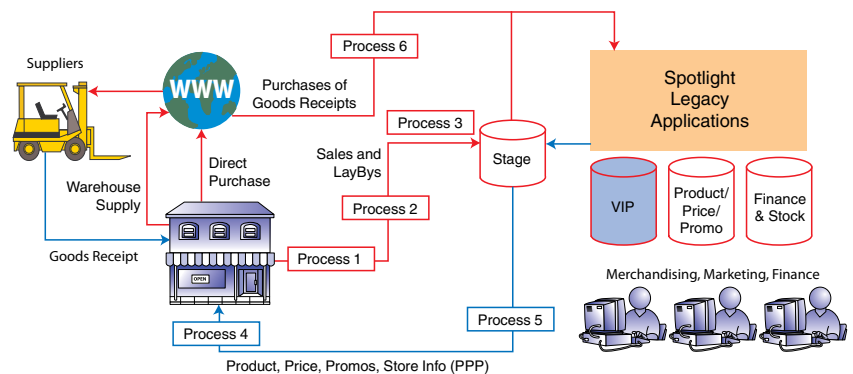 Process 6
Suppliers
WWW
Purchases of
Goods Receipts
Spotlight
Legacy
Applications
Process 3
Sales and
LayBys
Stage
Direct
Purchase
Warehouse
Supply
Process 2
VIP
Product/
Price/
Promo
Finance
& Stock
Goods Receipt
Process 1
OPEN
Merchandising, Marketing, Finance
Process 4
Process 5
Product, Price, Promos, Store Info (PPP)